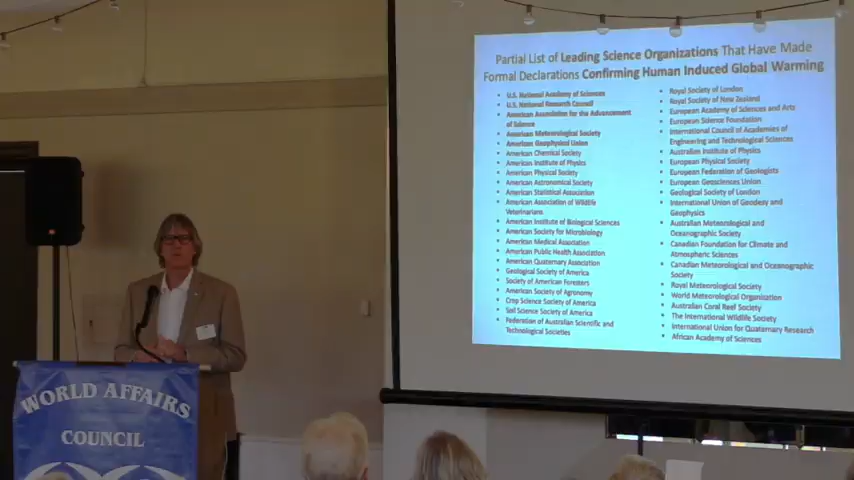 Partial List of Leading Science Organizations That Have Made
Formal Declarations Confirming Human Induced Global Warming
U.S. National Academy of Sciences
U.S. National Research Council
American Association for the Advancement
of Science
American Meteorological Society
American Geophysical Union
American Chemical Society
American Institute of Physics
American Physical Society
American Astronomical Society
American Statistical Association
American Association of Wildlife
Veterinarians
American Institute of Biological Sciences
American Society for Microbiology
American Medical Association
American Public Health Association
American Quaternary Association
Geological Society of America
Society of American Foresters
American Society of Agronomy
Crop Science Society of America
Soil Science Society of America
Federation of Australian Scientific and
Technological Societies
Royal Society of London
Royal Society of New Zealand
European Academy of Sciences and Arts
European Science Foundation
International Council of Academies of
Engineering and Technological Sciences
Australian Institute of Physics
European Physical Society
European Federation of Geologists
European Geosciences Union
Geological Society of London
International Union of Geodesy and
Geophysics
Australian Meteorological and
Oceanographic Society
Canadian Foundation for Climate and
Atmospheric Sciences
Canadian Meteorological and Oceanographic
Society
Royal Meteorological Society
World Meteorological Organization
Australian Coral Reef Society
The International Wildlife Society
International Union for Quaternary Research
African Academy of Sciences
WORLD AFFAIRS
COUNCIL